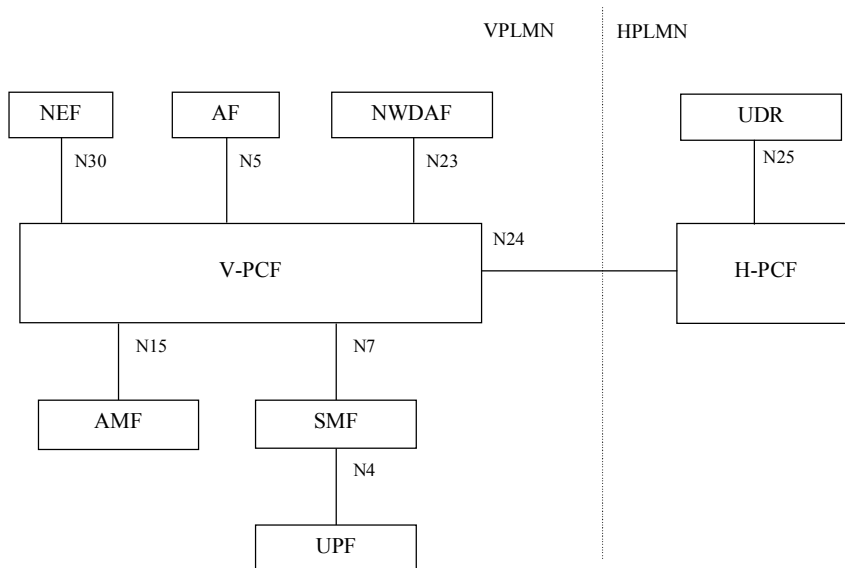 VPLMN HPLMN
NEF AF NWDAF UDR
N30 N5 N23 N25
N24
V-PCF H-PCF
N15 N7
AMF SMF
N4
UPF